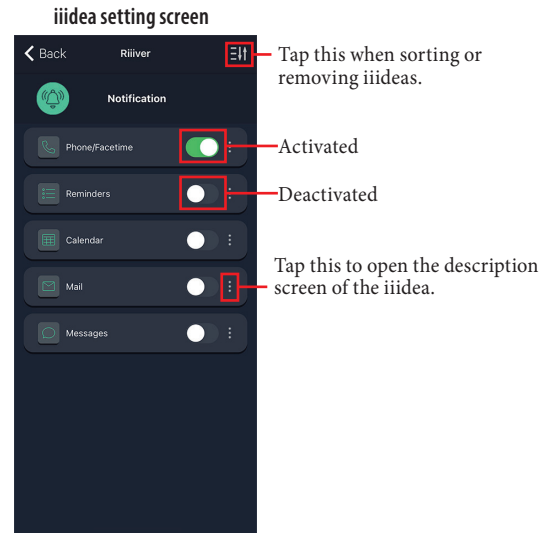 iiidea setting screen
Back
Riiiver
Tap this when sorting or
removing iiideas.
Notification
Phone/Facetime
Activated
Reminders
Deactivated
Calendar
Tap this to open the description
screen of the iiidea.
Mail
Messages